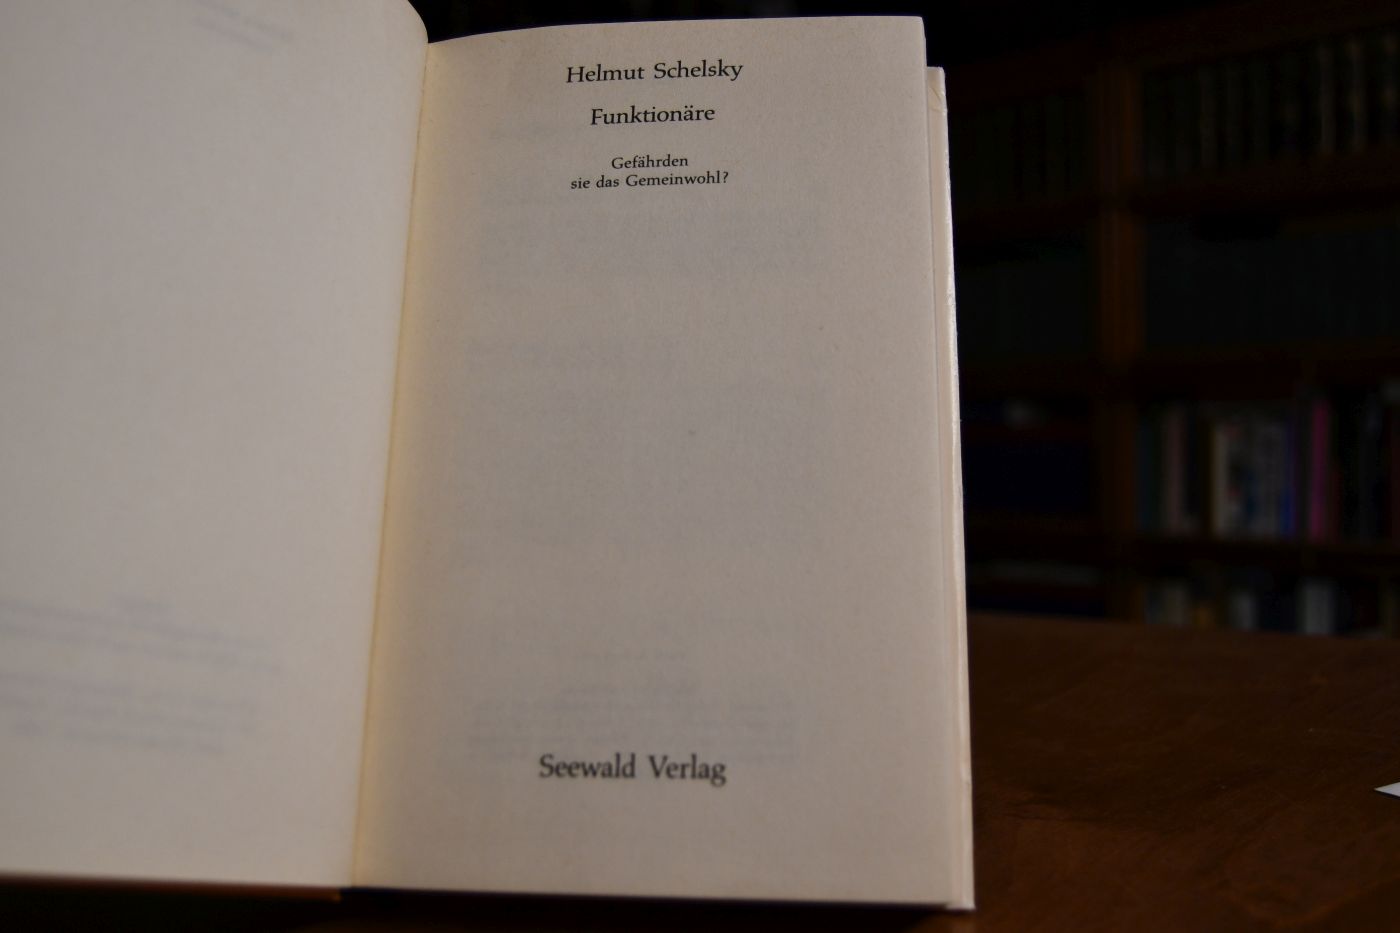 Helmut Schelsky
Funktionäre
Gefährden
sie das Gemeinwohl?
Seewald Verlag